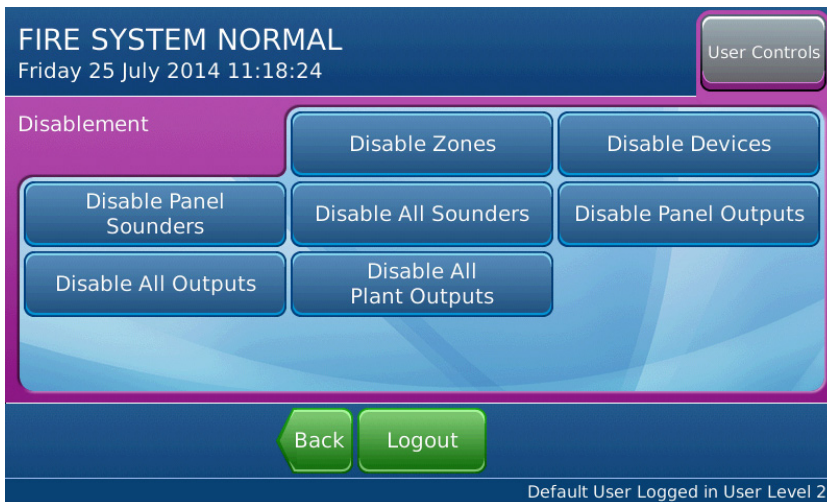 FIRE SYSTEM NORMAL
Friday 25 July 2014 11:18:24
User Controls
Disablement
Disable Zones
Disable Devices
Disable Panel
Sounders
Disable All Sounders
Disable Panel Outputs
Disable All Outputs
Disable All
Plant Outputs
Back
Logout
Default User Logged in User Level 2